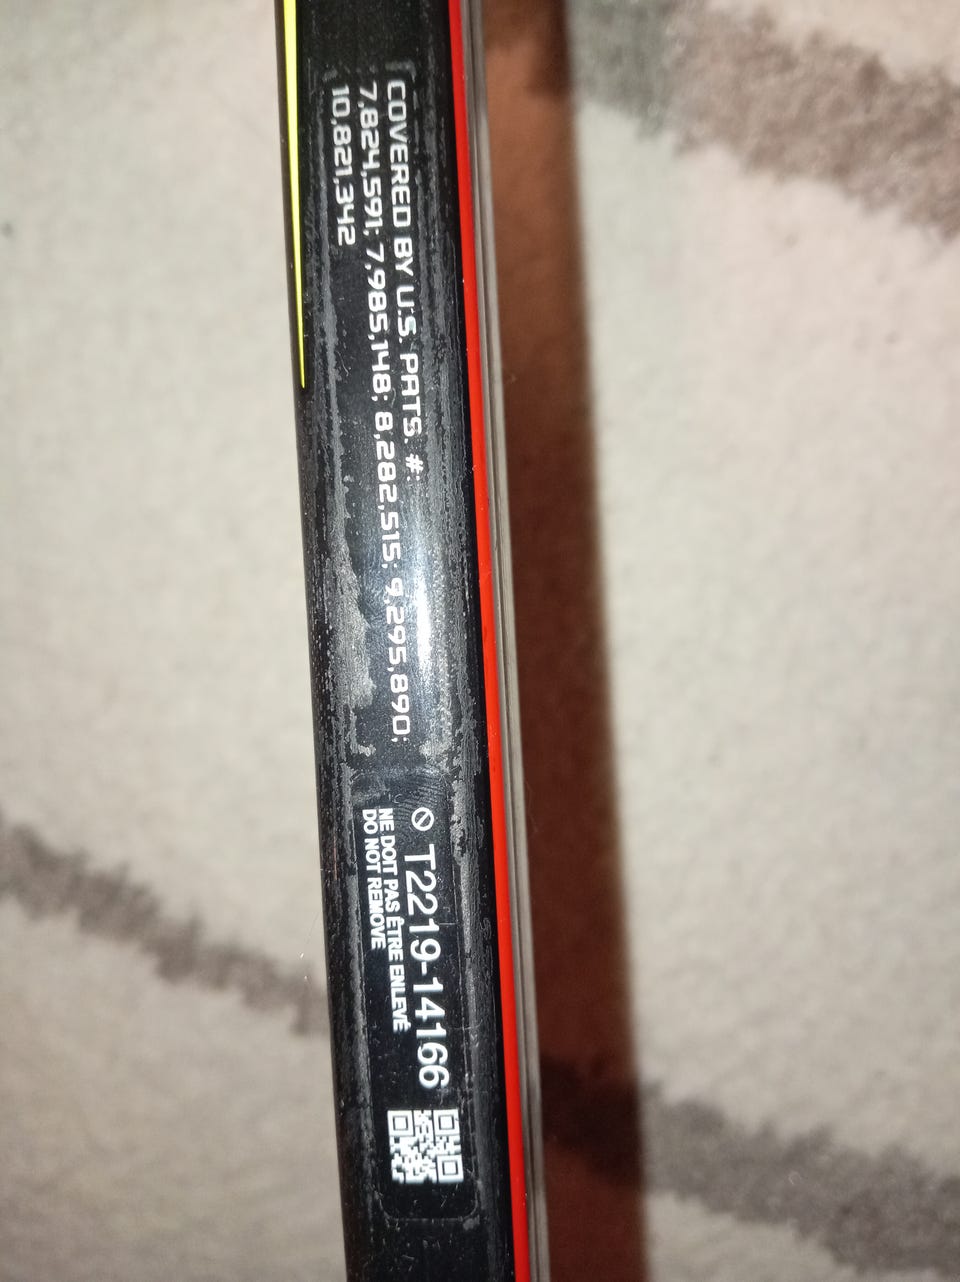 COVERED BY U.S. PATS. #:
7,824,591; 7,985,148; 8,282,515; 9,295,890;
10,821,342
T2219-14166
NE DOIT PAS ÊTRE ENLEVÉ
DO NOT REMOVE